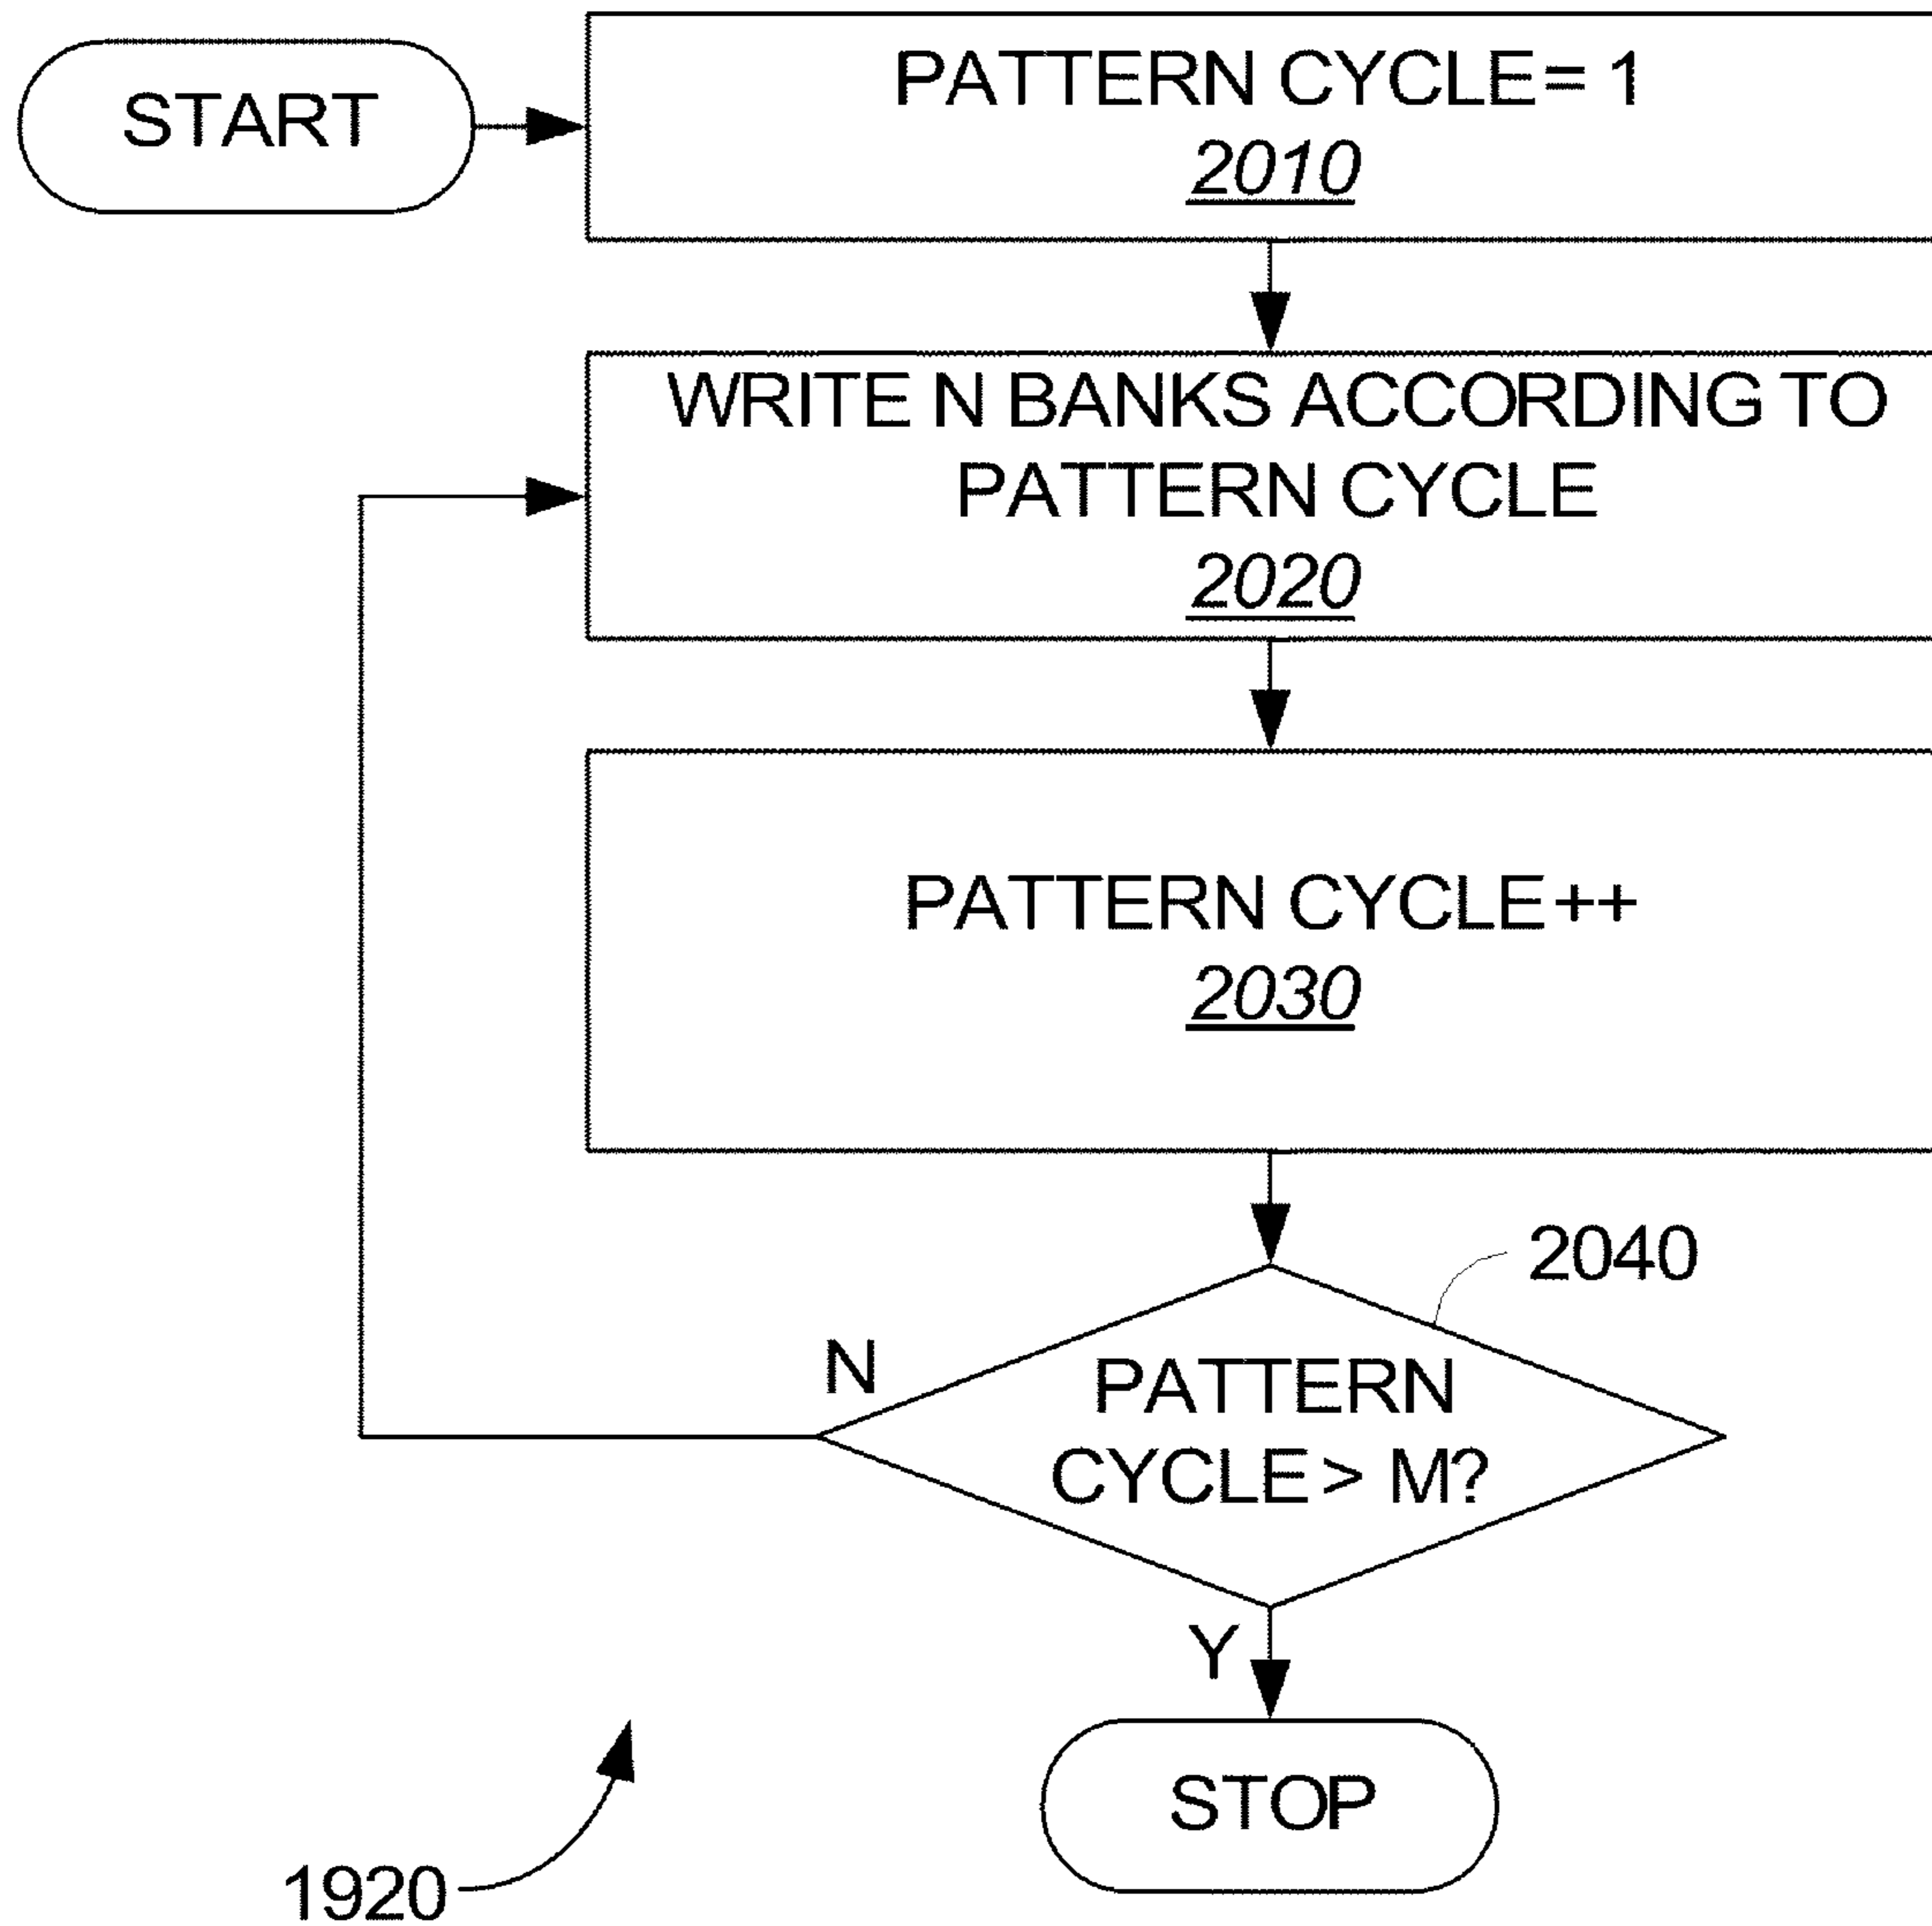 START
PATTERN CYCLE = 1
2010
WRITE N BANKS ACCORDING TO
PATTERN CYCLE
2020
PATTERN CYCLE ++
2030
2040
N
PATTERN
CYCLE > M?
Y
STOP
1920